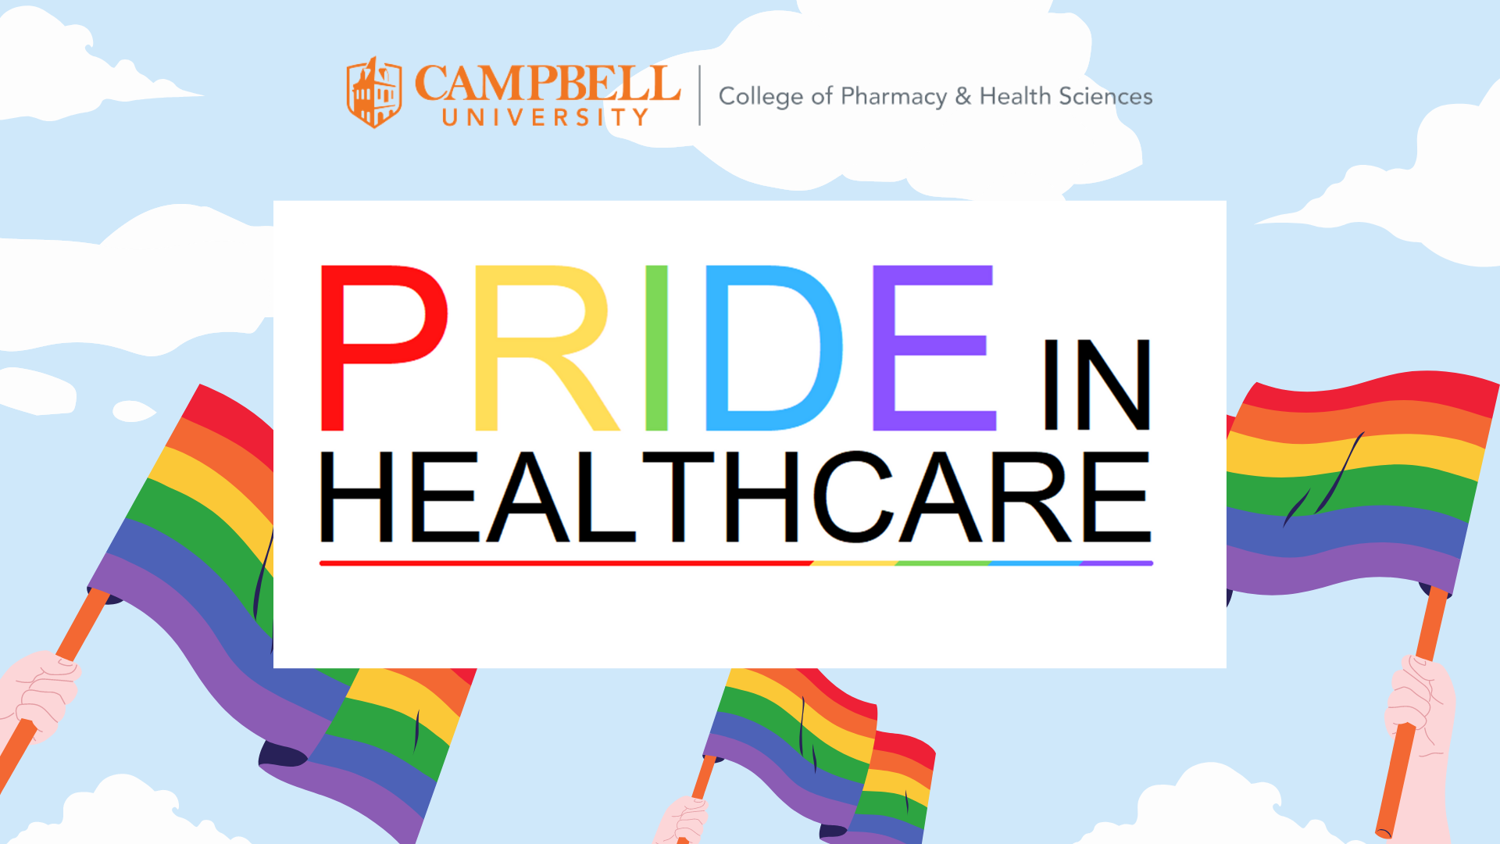 CAMPBELL
UNIVERSITY
College of Pharmacy & Health Sciences
PRIDE IN
HEALTHCARE